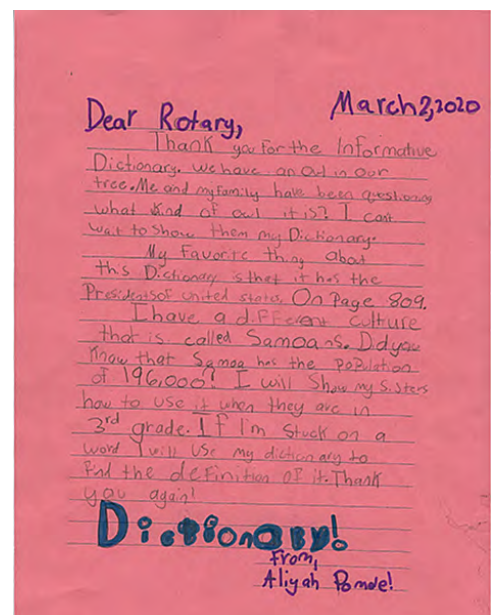 March 2, 2020
Dear Rotary,
Thank you for the Informative
Dictionary. We have an Owl in Our
tree. Me and my family have been questioning
what kind of owl it is? I cant
wait to show them my Dictionary.
My Favorite thing about
this Dictionary is that it has the
Presidents of united states. On Page 809.
I have a different culture
that is called Samoans. Did you
Know that Samoa has the population
of 196,000! I will show my sisters
how to use it when they are in
3rd grade. If I'm stuck on a
word I will use my dictionary to
find the definition of it. Thank
you again!
Dictionary!
From,
Aliyah